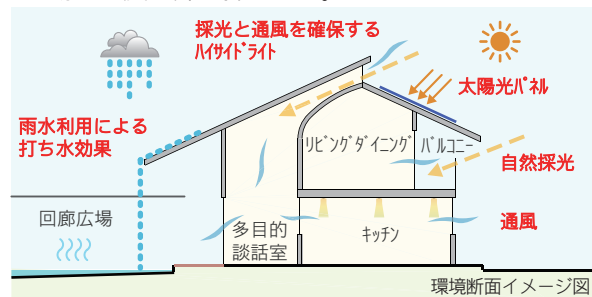 採光と通風を確保する
ﾊｲｻｲﾄﾞﾗｲﾄ
太陽光ﾊﾟﾈﾙ
雨水利用による
打ち水効果
ﾘﾋﾞﾝｸﾞﾀﾞｲﾆﾝｸﾞ
ﾊﾞﾙｺﾆｰ
自然採光
回廊広場
多目的
談話室
ｷｯﾁﾝ
通風
環境断面イメージ図